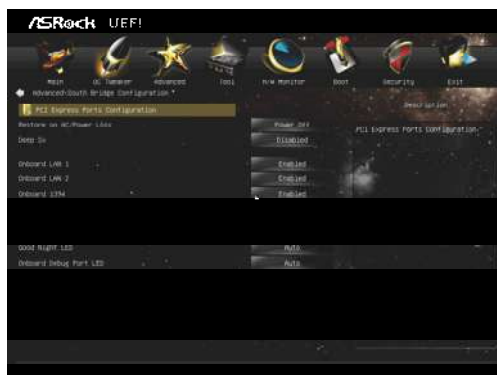 ASRock UEFI
Main OC Tweaker Advanced Tool H/W Monitor Boot Security Exit
Advanced\South Bridge Configuration
PCI Express Ports Configuration
Description
Restore on AC/Power Loss Power Off
PCI Express Ports Configuration.
Deep Sx Disabled
Onboard LAN 1 Enabled
Onboard LAN 2 Enabled
Onboard 1394 Enabled
Good Night LED Auto
Onboard Debug Port LED Auto